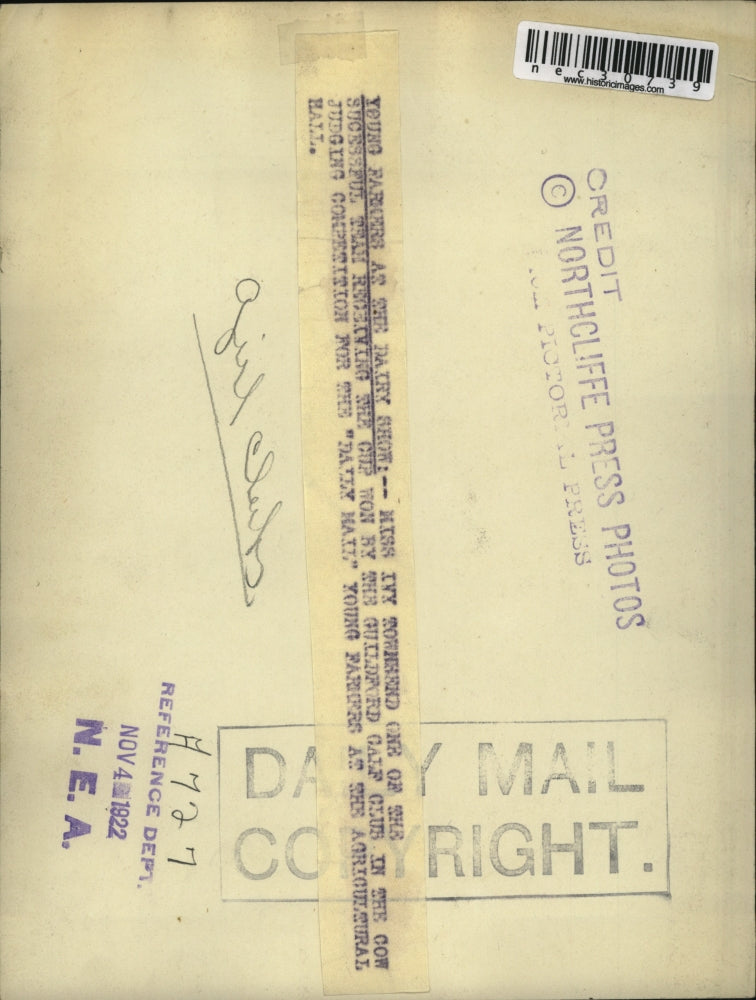 nec30739
www.historicimages.com
CREDIT
© NORTHCLIFFE PRESS PHOTOS
PICTORIAL PRESS
YOUNG FARMERS AT THE DAIRY SHOW;-- MISS IVY TOWNSEND ONE OF THE
SUCESSFUL TEAM RECEIVING THE CUP WON BY THE GUILDFORD CALF CLUB IN THE COW
JUDGING COMPETITION FOR THE "DAILY MAIL" YOUNG FARMERS AT THE AGRICULTURAL
HALL.
DAILY MAIL
COPYRIGHT.
H727
REFERENCE DEPT.
NOV 4 1922
N. E. A.